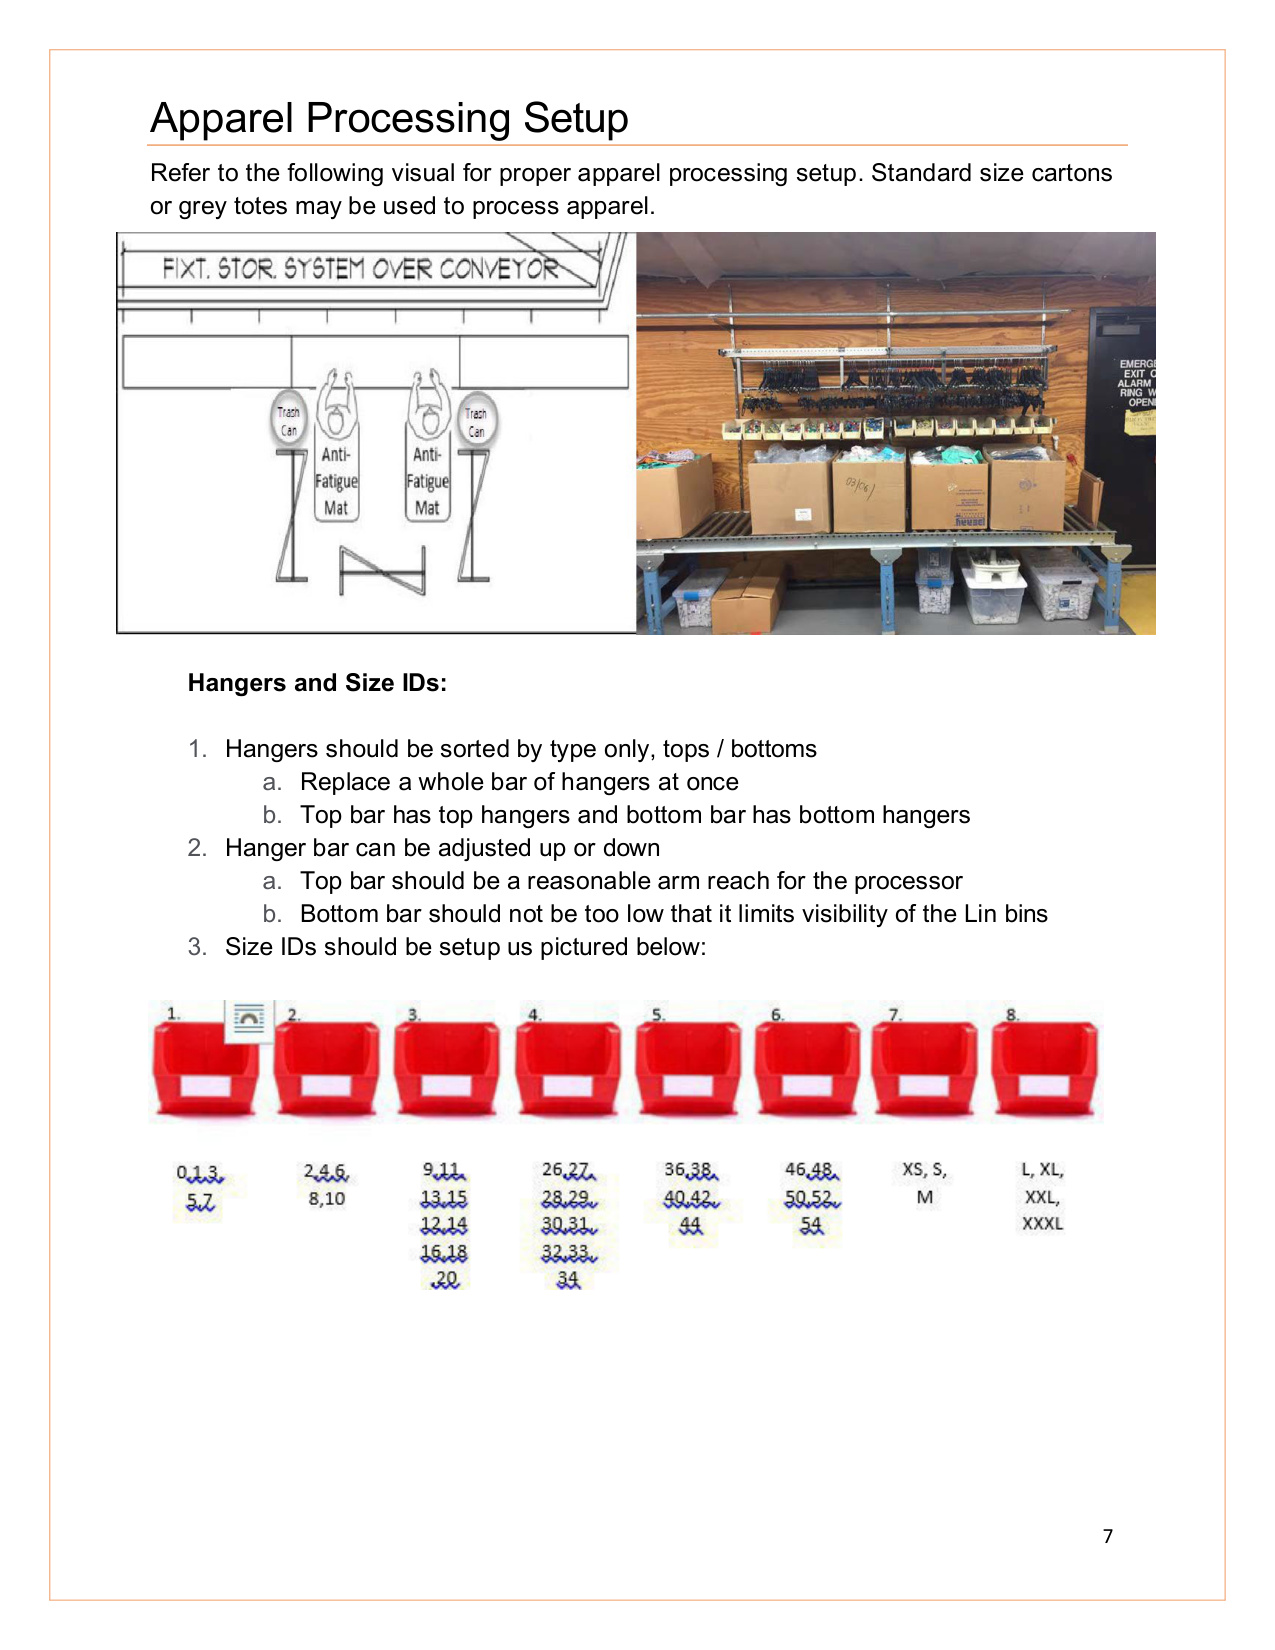 Apparel Processing Setup
Refer to the following visual for proper apparel processing setup. Standard size cartons
or grey totes may be used to process apparel.
FIXT. STOR. SYSTEM OVER CONVEYOR
Trash
Can
Trash
Can
Anti-
Fatigue
Mat
Anti-
Fatigue
Mat
EMERGE
EXIT O
ALARM
RING W
OPEN
03/06/
heusel
Hangers and Size IDs:
1. Hangers should be sorted by type only, tops / bottoms
a. Replace a whole bar of hangers at once
b. Top bar has top hangers and bottom bar has bottom hangers
2. Hanger bar can be adjusted up or down
a. Top bar should be a reasonable arm reach for the processor
b. Bottom bar should not be too low that it limits visibility of the Lin bins
3. Size IDs should be setup us pictured below:
1. 2. 3. 4. 5. 6. 7. 8.
0,1,3,
5,7
2,4,6,
8,10
9,11,
13,15
12,14
16,18
,20
26,27,
28,29,
30,31,
32,33,
34
36,38,
40,42,
44
46,48,
50,52,
54
XS, S,
M
L, XL,
XXL,
XXXL
7